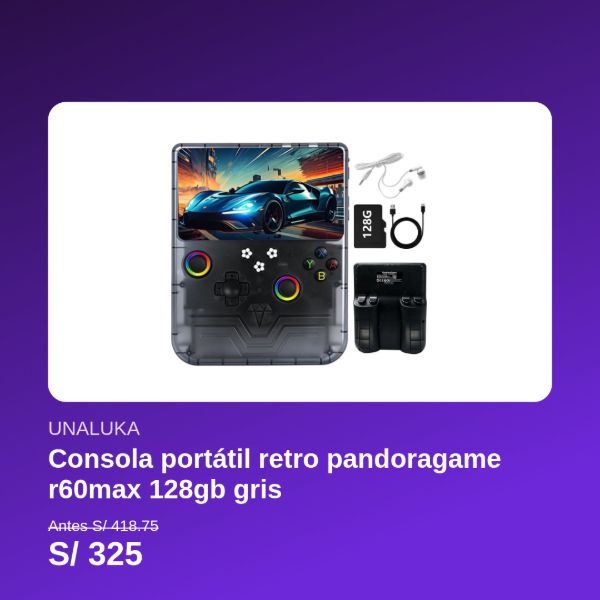 128G
Y
B
UNALUKA
Consola portátil retro pandoragame
r60max 128gb gris
Antes S/ 418.75
S/ 325